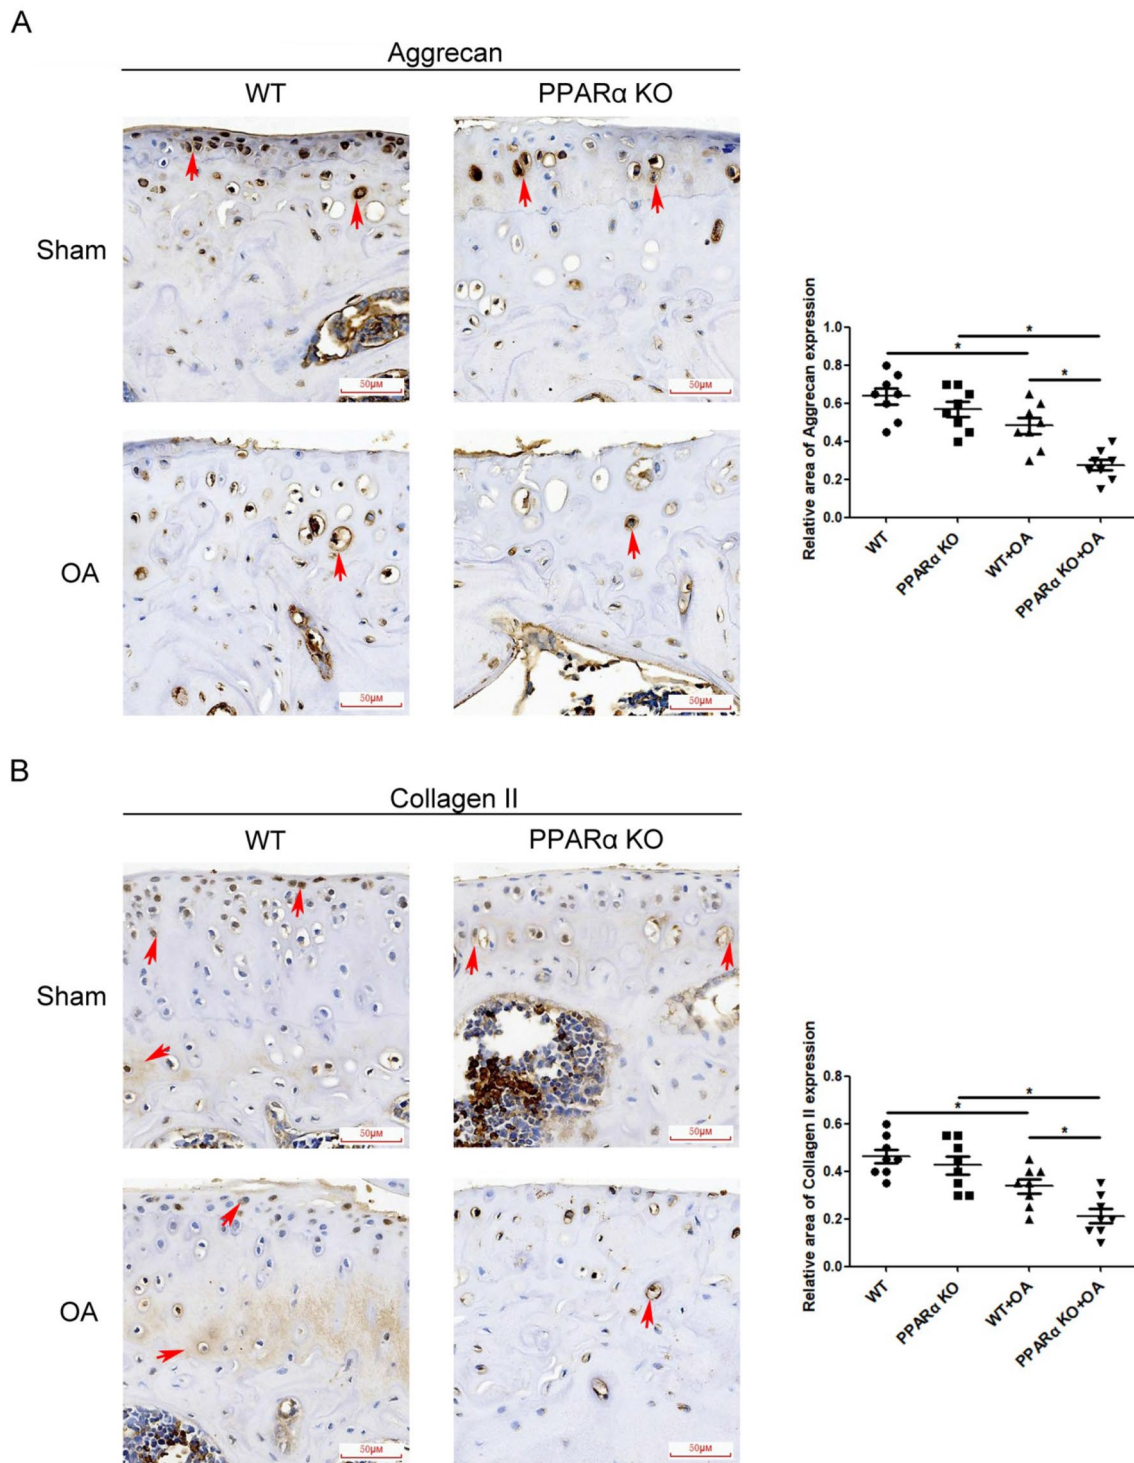 A
Aggrecan
WT
PPARα KO
Sham
50µM
50µM
OA
50µM
50µM
Relative area of Aggrecan expression
1.0
0.8
0.6
0.4
0.2
0.0
*
*
*
WT
PPARα KO
WT+OA
PPARα KO+OA
B
Collagen II
WT
PPARα KO
Sham
50µM
50µM
OA
50µM
50µM
Relative area of Collagen II expression
0.8
0.6
0.4
0.2
0.0
*
*
*
WT
PPARα KO
WT+OA
PPARα KO+OA